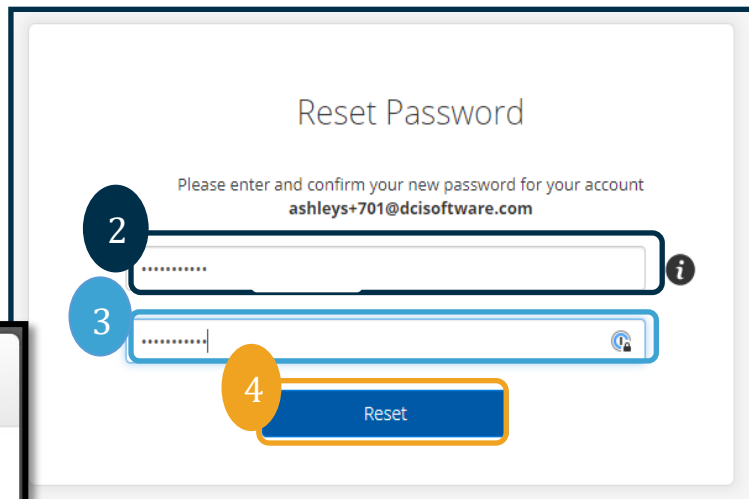 Reset Password
Please enter and confirm your new password for your account
ashleys+701@dcisoftware.com
2
•••••••••••
i
3
•••••••••••
4
Reset